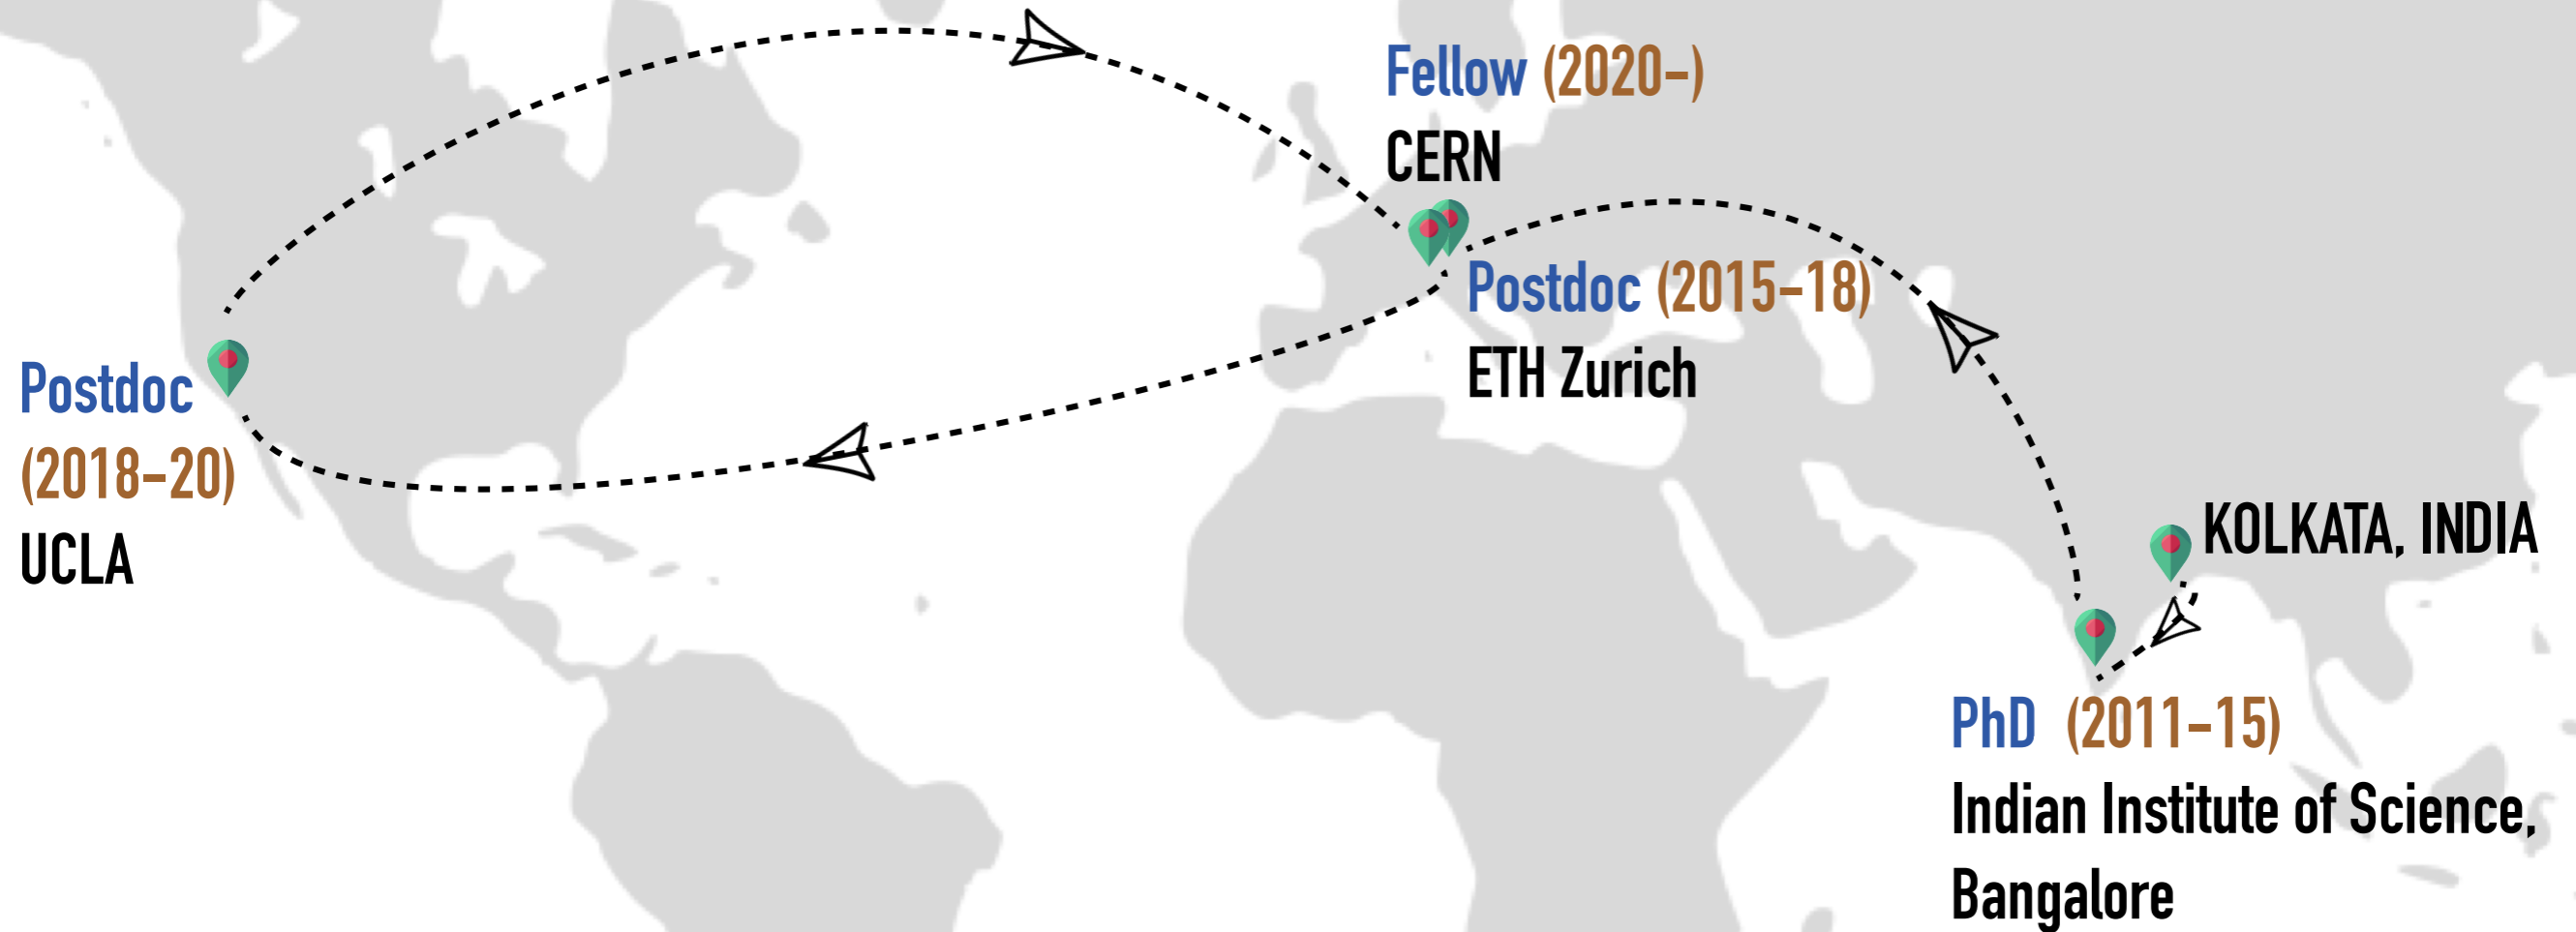 Fellow (2020-)
CERN
Postdoc (2015-18)
ETH Zurich
Postdoc
(2018-20)
UCLA
KOLKATA, INDIA
PhD (2011-15)
Indian Institute of Science,
Bangalore